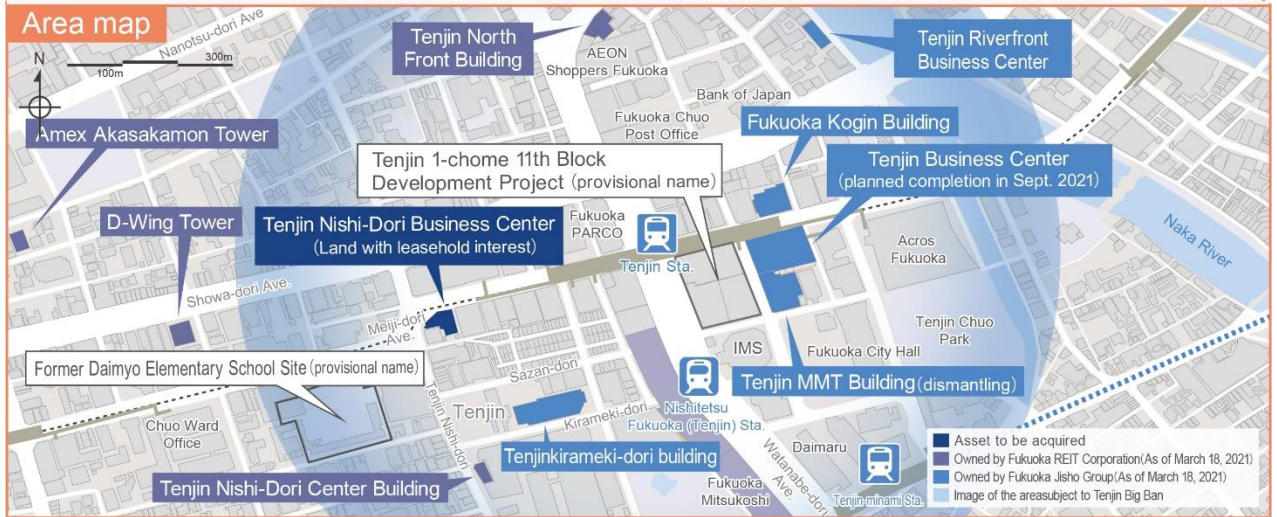 Area map
Nanotsu-dori Ave
N
100m
300m
Tenjin North
Front Building
AEON
Shoppers Fukuoka
Tenjin Riverfront
Business Center
Bank of Japan
Fukuoka Chuo
Post Office
Amex Akasakamon Tower
Fukuoka Kogin Building
Tenjin 1-chome 11th Block
Development Project (provisional name)
Tenjin Business Center
(planned completion in Sept. 2021)
D-Wing Tower
Tenjin Nishi-Dori Business Center
(Land with leasehold interest)
Fukuoka
PARCO
Tenjin Sta.
Acros
Fukuoka
Naka River
Showa-dori Ave.
Meiji-dori
Ave.
Former Daimyo Elementary School Site (provisional name)
Sazan-dori
IMS
Fukuoka City Hall
Tenjin Chuo
Park
Tenjin MMT Building (dismantling)
Chuo Ward
Office
Tenjin Nishi-dori
Tenjin
Kirameki-dori
Nishitetsu
Fukuoka (Tenjin) Sta.
Tenjinkirameki-dori building
Tenjin Nishi-Dori Center Building
Fukuoka
Mitsukoshi
Watanabe-dori
Ave.
Daimaru
Tenjin-minami Sta.
Asset to be acquired
Owned by Fukuoka REIT Corporation(As of March 18, 2021)
Owned by Fukuoka Jisho Group(As of March 18, 2021)
Image of the areasubject to Tenjin Big Ban